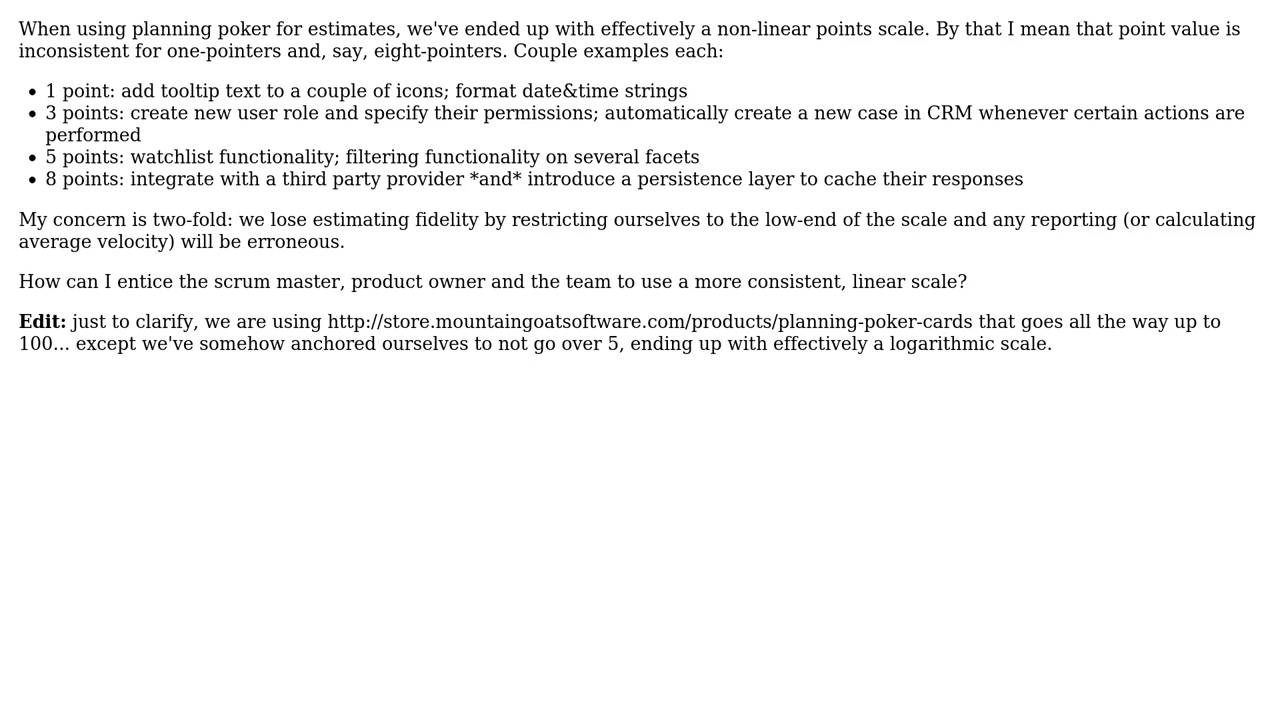 When using planning poker for estimates, we've ended up with effectively a non-linear points scale. By that I mean that point value is
inconsistent for one-pointers and, say, eight-pointers. Couple examples each:
• 1 point: add tooltip text to a couple of icons; format date&time strings
• 3 points: create new user role and specify their permissions; automatically create a new case in CRM whenever certain actions are
performed
• 5 points: watchlist functionality; filtering functionality on several facets
• 8 points: integrate with a third party provider *and* introduce a persistence layer to cache their responses
My concern is two-fold: we lose estimating fidelity by restricting ourselves to the low-end of the scale and any reporting (or calculating
average velocity) will be erroneous.
How can I entice the scrum master, product owner and the team to use a more consistent, linear scale?
Edit: just to clarify, we are using http://store.mountaingoatsoftware.com/products/planning-poker-cards that goes all the way up to
100... except we've somehow anchored ourselves to not go over 5, ending up with effectively a logarithmic scale.